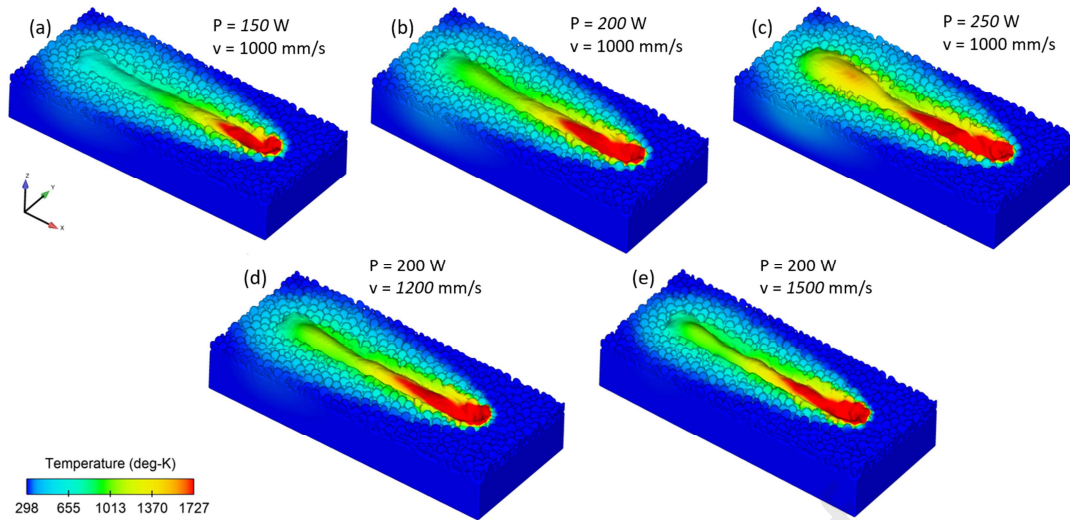 (a)
P = 150 W
v = 1000 mm/s
(b)
P = 200 W
v = 1000 mm/s
(c)
P = 250 W
v = 1000 mm/s
Z
Y
X
(d)
P = 200 W
v = 1200 mm/s
(e)
P = 200 W
v = 1500 mm/s
Temperature (deg-K)
298 655 1013 1370 1727